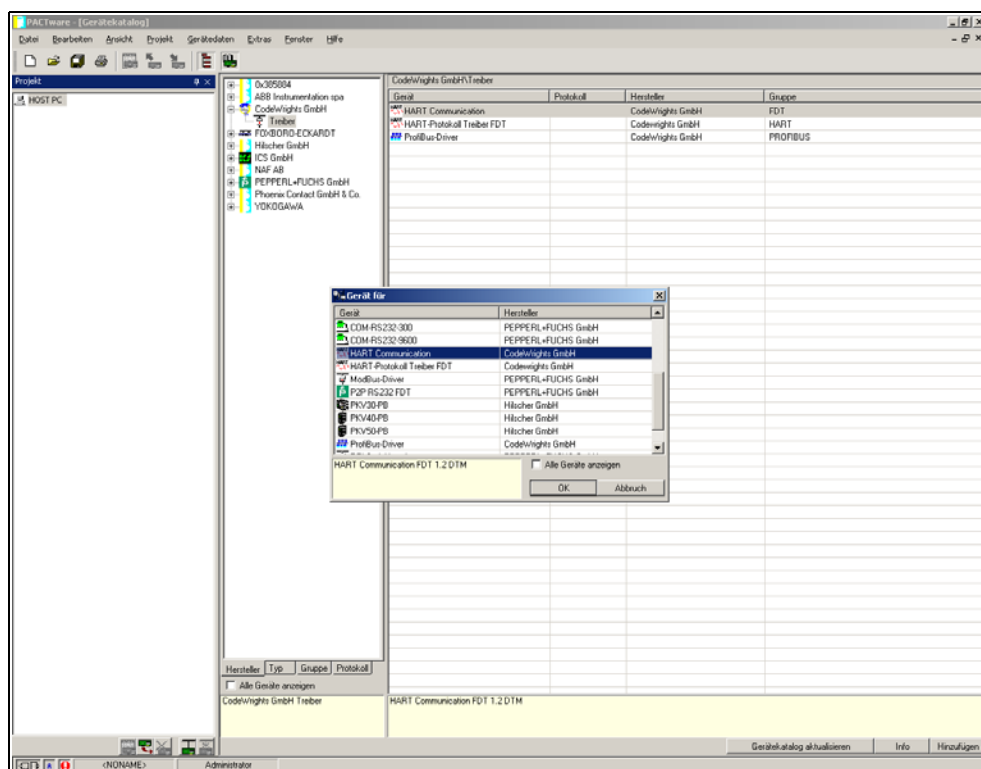 PACTware - [Gerätekatalog]
Datei Bearbeiten Ansicht Projekt Gerätedaten Extras Fenster Hilfe
Projekt
HOST PC
0x385884
ABB Instrumentation spa
CodeWrights GmbH
Treiber
FOXBORO-ECKARDT
Hilscher GmbH
ICS GmbH
NAF AB
PEPPERL+FUCHS GmbH
Phoenix Contact GmbH & Co.
YOKOGAWA
Hersteller Typ Gruppe Protokoll
Alle Geräte anzeigen
CodeWrights GmbH Treiber
CodeWrights GmbH\Treiber
Gerät Protokoll Hersteller Gruppe
HART Communication CodeWrights GmbH FDT
HART-Protokoll Treiber FDT Codewrights GmbH HART
ProfiBus-Driver CodeWrights GmbH PROFIBUS
Gerät für
Gerät Hersteller
COM-RS232-300 PEPPERL+FUCHS GmbH
COM-RS232-9600 PEPPERL+FUCHS GmbH
HART Communication CodeWrights GmbH
HART-Protokoll Treiber FDT Codewrights GmbH
ModBus-Driver PEPPERL+FUCHS GmbH
P2P RS232 FDT PEPPERL+FUCHS GmbH
PKV30-PB Hilscher GmbH
PKV40-PB Hilscher GmbH
PKV50-PB Hilscher GmbH
ProfiBus-Driver CodeWrights GmbH
HART Communication FDT 1.2 DTM
Alle Geräte anzeigen
OK Abbruch
HART Communication FDT 1.2 DTM
Gerätekatalog aktualisieren Info Hinzufügen
<NONAME> Administrator